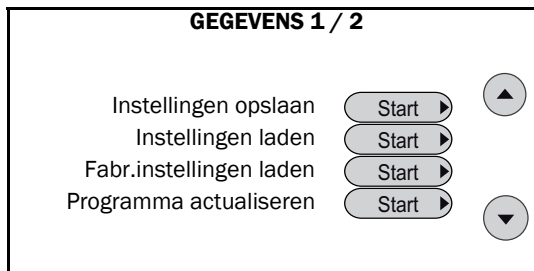 GEGEVENS 1 / 2
Instellingen opslaan Start
Instellingen laden Start
Fabr.instellingen laden Start
Programma actualiseren Start